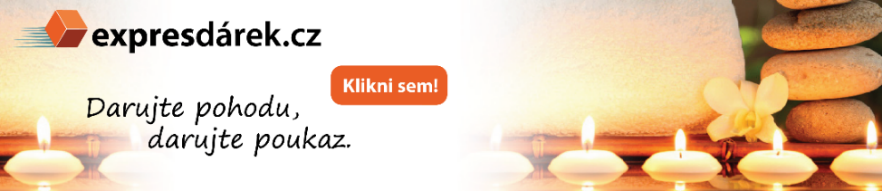 expresdárek.cz
Klikni sem!
Darujte pohodu,
darujte poukaz.